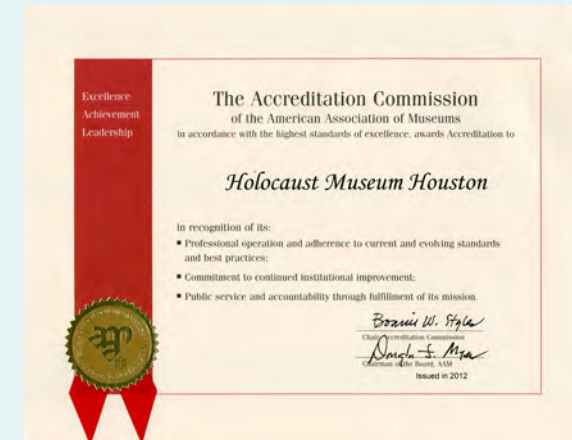 Excellence
Achievement
Leadership
The Accreditation Commission
of the American Association of Museums
in accordance with the highest standards of excellence, awards Accreditation to
Holocaust Museum Houston
in recognition of its:
▪ Professional operation and adherence to current and evolving standards
and best practices;
▪ Commitment to continued institutional improvement;
▪ Public service and accountability through fulfillment of its mission.
Bonnie W. Styles
Chair, Accreditation Commission
Chairman of the Board, AAM
Issued in 2012